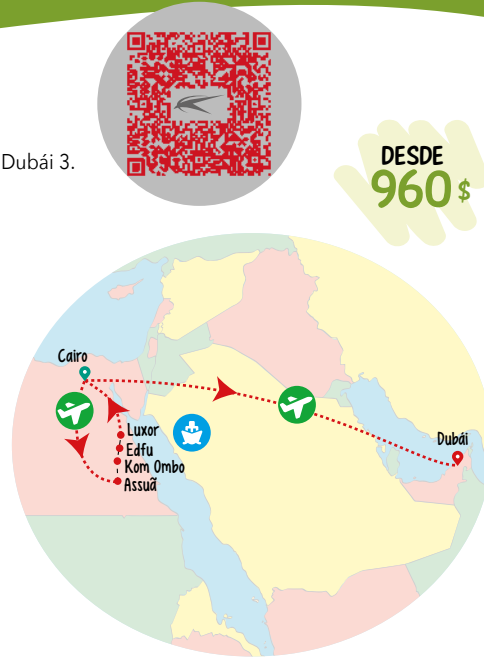 Dubái 3.
DESDE
960$
Cairo
Luxor
Edfu
Kom Ombo
Assuã
Dubái